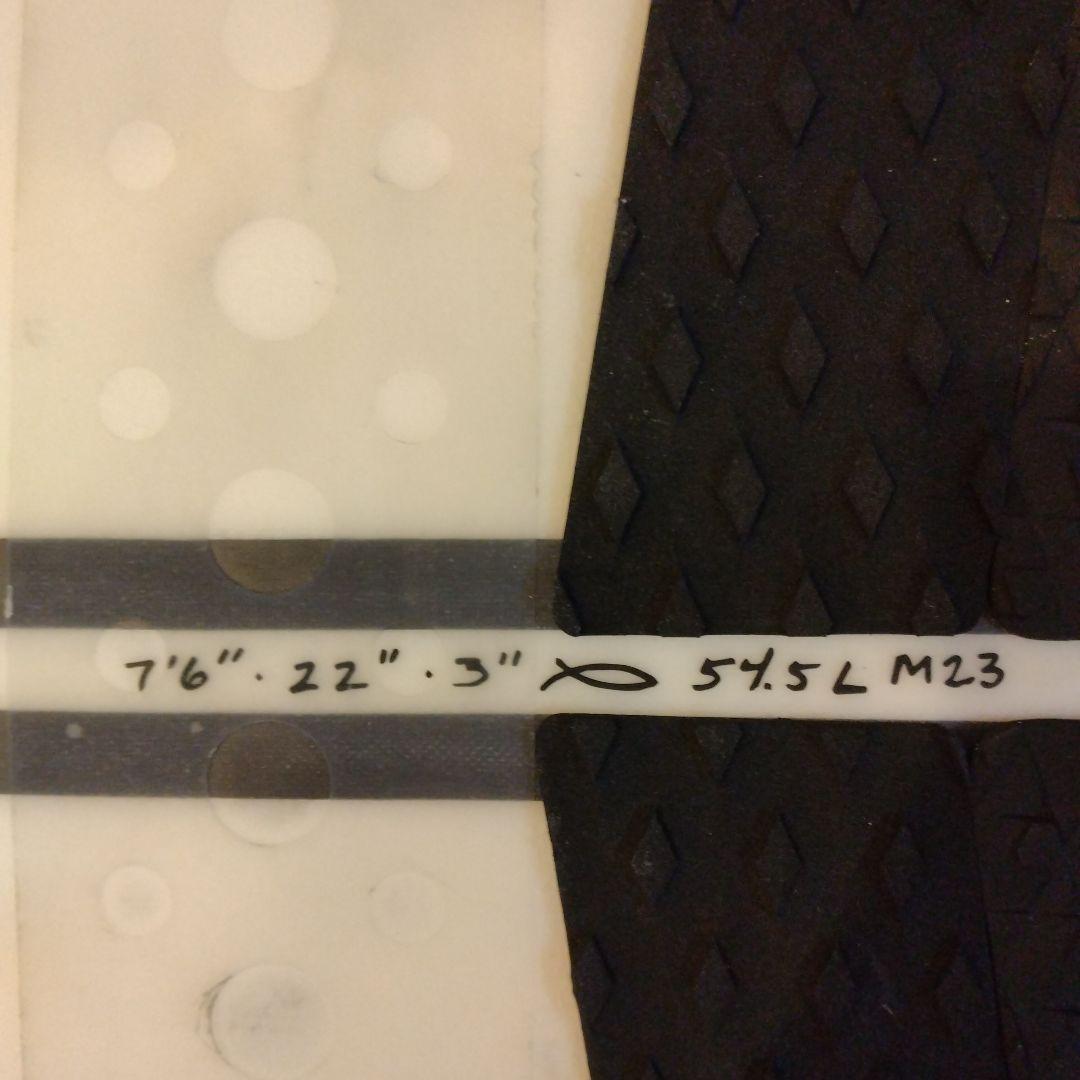 7'6" · 22" · 3" 54.5L M23